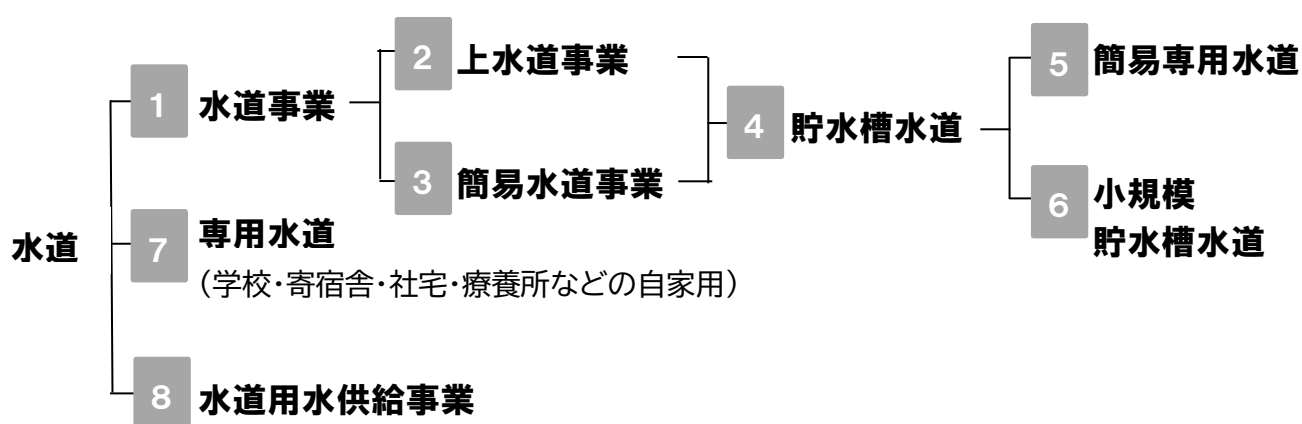 2 上水道事業
5 簡易専用水道
1 水道事業
4 貯水槽水道
3 簡易水道事業
6 小規模
貯水槽水道
水道
7 専用水道
（学校・寄宿舎・社宅・療養所などの自家用）
8 水道用水供給事業